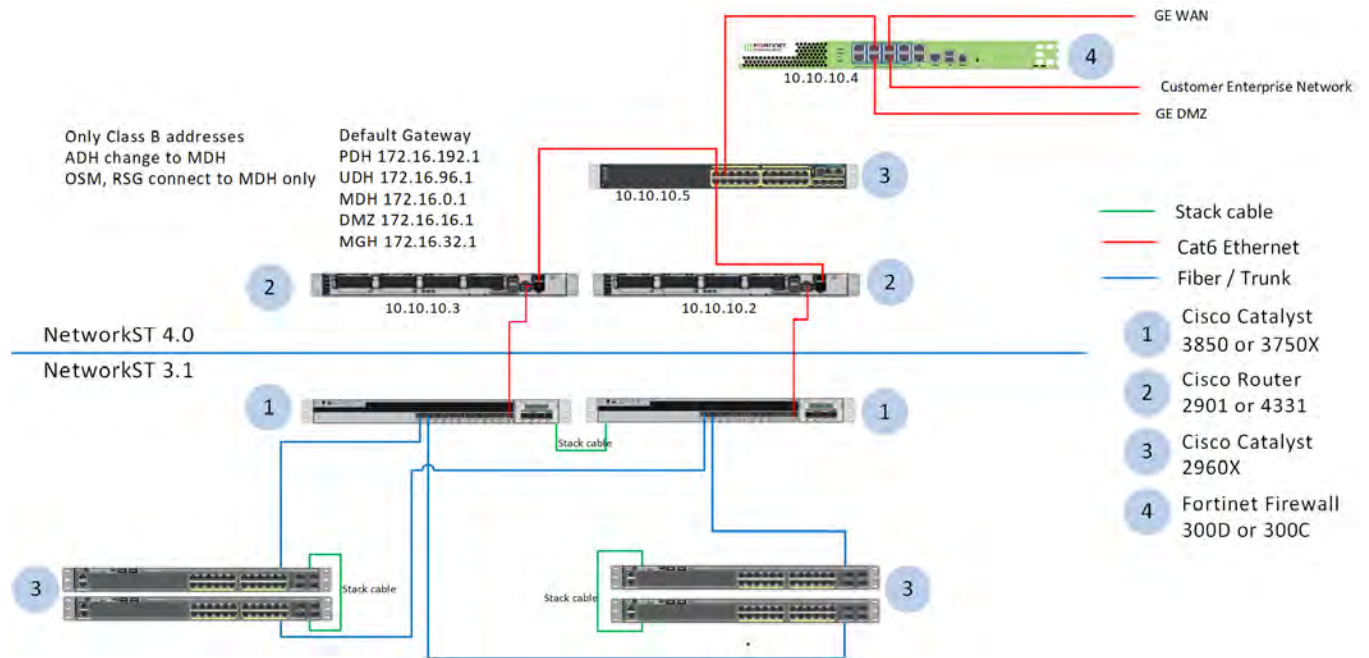 GE WAN
FORTINET
4
10.10.10.4
Customer Enterprise Network
GE DMZ
Only Class B addresses
ADH change to MDH
OSM, RSG connect to MDH only
Default Gateway
PDH 172.16.192.1
UDH 172.16.96.1
MDH 172.16.0.1
DMZ 172.16.16.1
MGH 172.16.32.1
3
10.10.10.5
Stack cable
Cat6 Ethernet
Fiber / Trunk
2
10.10.10.3
10.10.10.2
2
NetworkST 4.0
NetworkST 3.1
1
Cisco Catalyst
3850 or 3750X
2
Cisco Router
2901 or 4331
3
Cisco Catalyst
2960X
4
Fortinet Firewall
300D or 300C
1
Stack cable
1
3
Stack cable
Stack cable
3